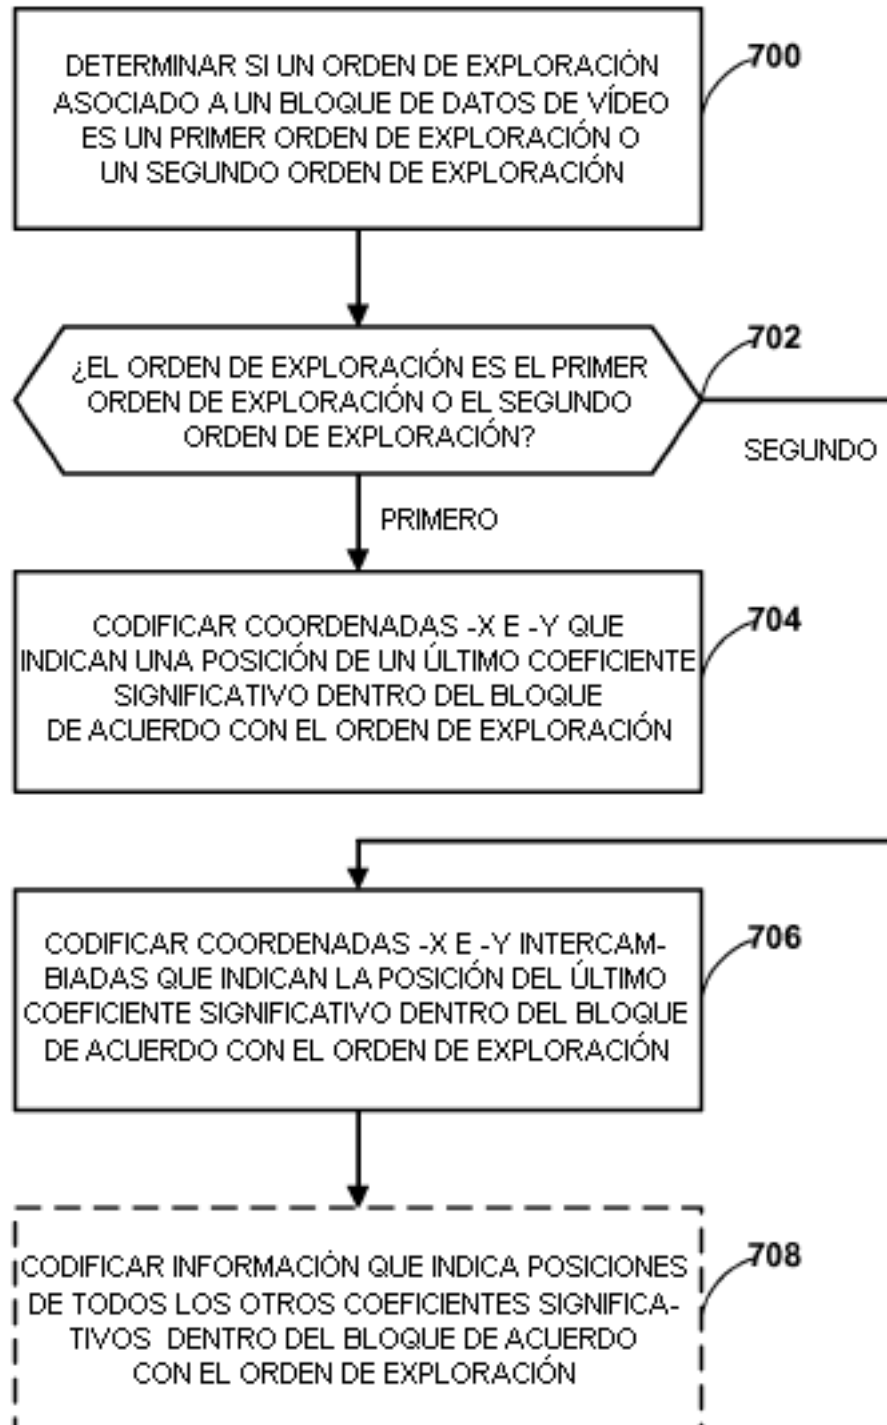 DETERMINAR SI UN ORDEN DE EXPLORACIÓN
ASOCIADO A UN BLOQUE DE DATOS DE VÍDEO
ES UN PRIMER ORDEN DE EXPLORACIÓN O
UN SEGUNDO ORDEN DE EXPLORACIÓN
700
¿EL ORDEN DE EXPLORACIÓN ES EL PRIMER
ORDEN DE EXPLORACIÓN O EL SEGUNDO
ORDEN DE EXPLORACIÓN?
702
SEGUNDO
PRIMERO
CODIFICAR COORDENADAS -X E -Y QUE
INDICAN UNA POSICIÓN DE UN ÚLTIMO COEFICIENTE
SIGNIFICATIVO DENTRO DEL BLOQUE
DE ACUERDO CON EL ORDEN DE EXPLORACIÓN
704
CODIFICAR COORDENADAS -X E -Y INTERCAM-
BIADAS QUE INDICAN LA POSICIÓN DEL ÚLTIMO
COEFICIENTE SIGNIFICATIVO DENTRO DEL BLOQUE
DE ACUERDO CON EL ORDEN DE EXPLORACIÓN
706
CODIFICAR INFORMACIÓN QUE INDICA POSICIONES
DE TODOS LOS OTROS COEFICIENTES SIGNIFICA-
TIVOS DENTRO DEL BLOQUE DE ACUERDO
CON EL ORDEN DE EXPLORACIÓN
708